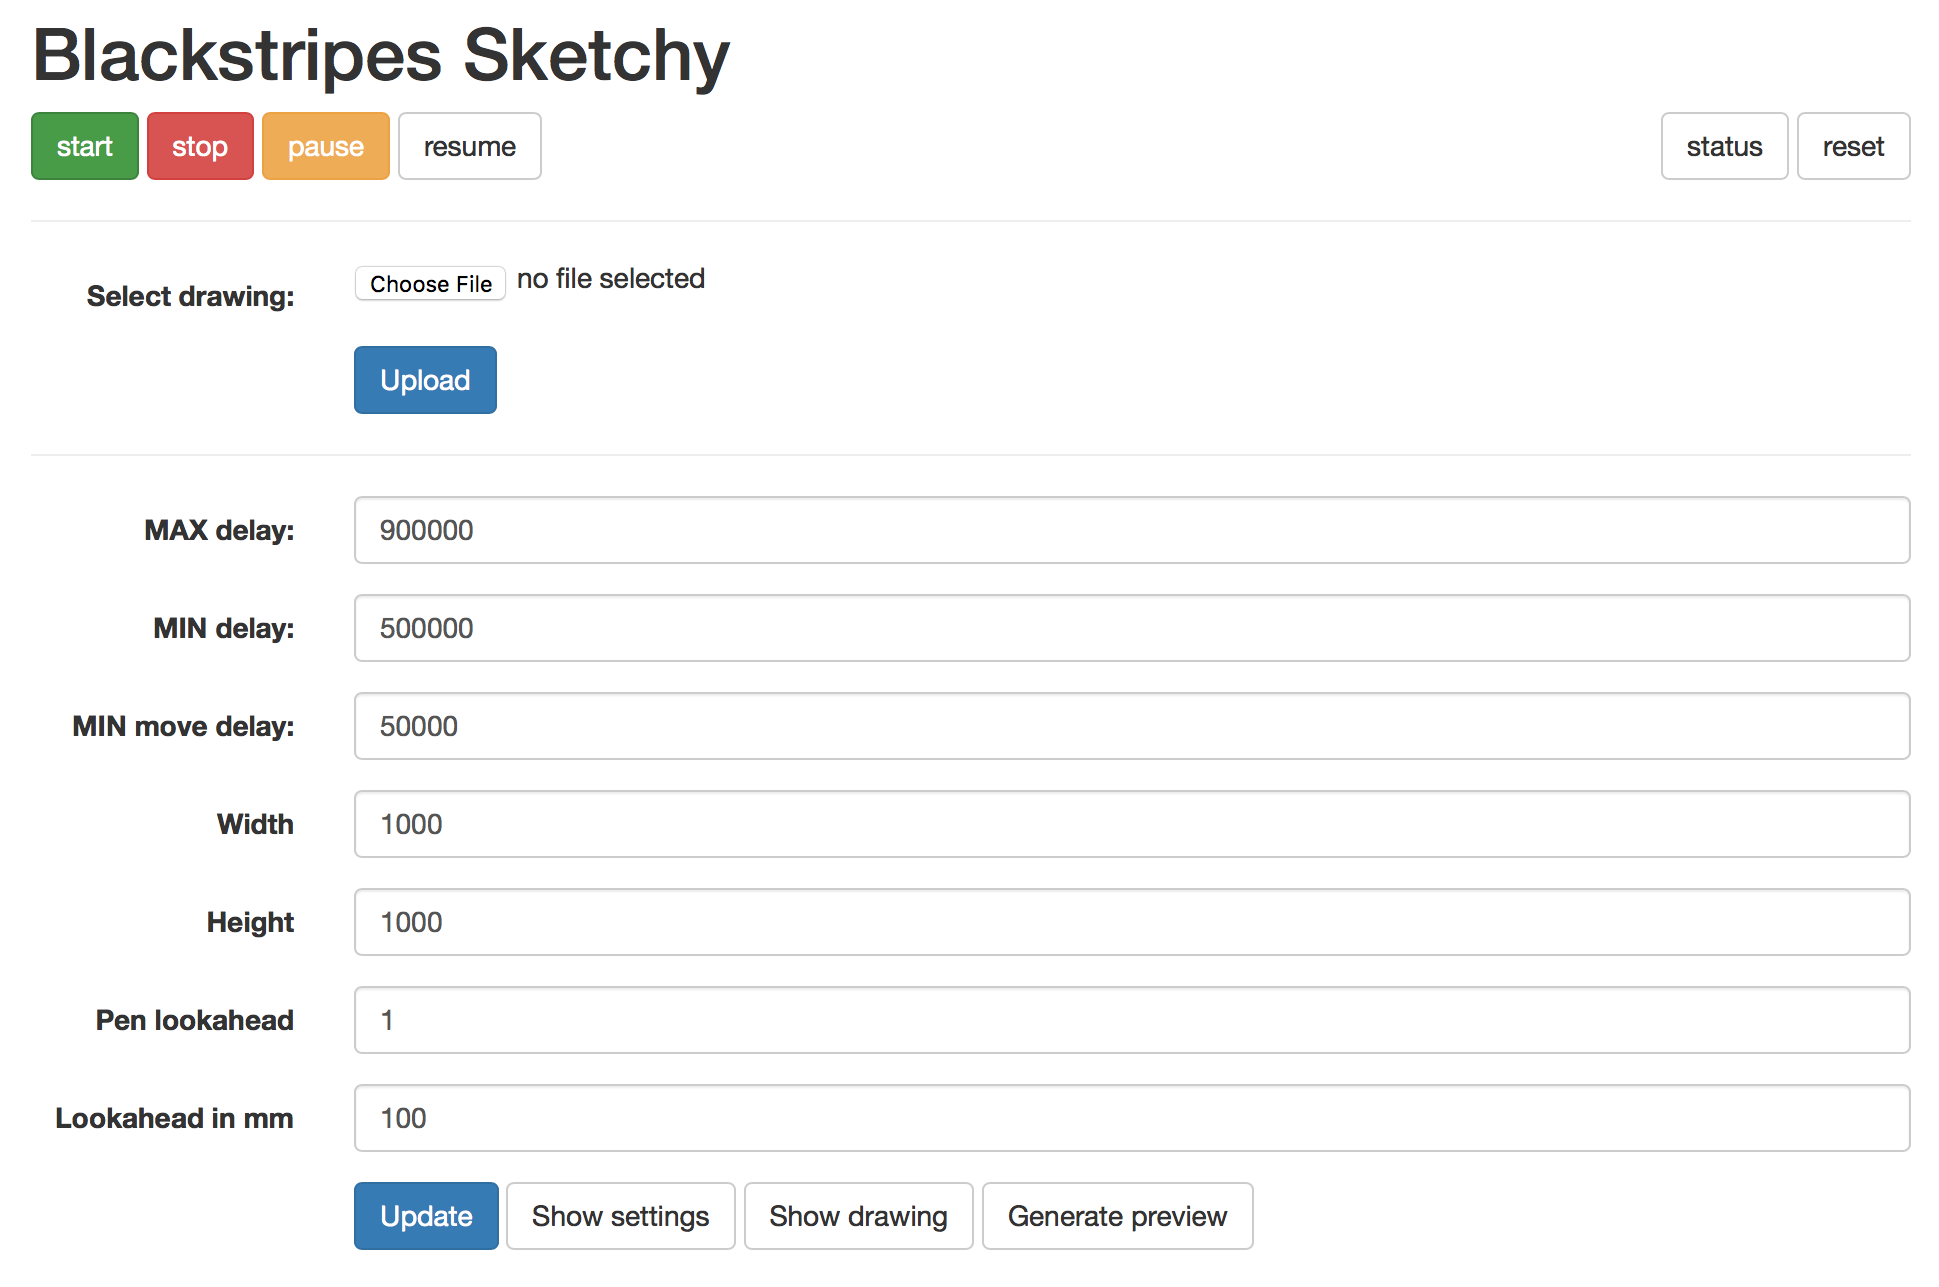 Blackstripes Sketchy
start stop pause resume status reset
Select drawing: Choose File no file selected
Upload
MAX delay: 900000
MIN delay: 500000
MIN move delay: 50000
Width 1000
Height 1000
Pen lookahead 1
Lookahead in mm 100
Update Show settings Show drawing Generate preview